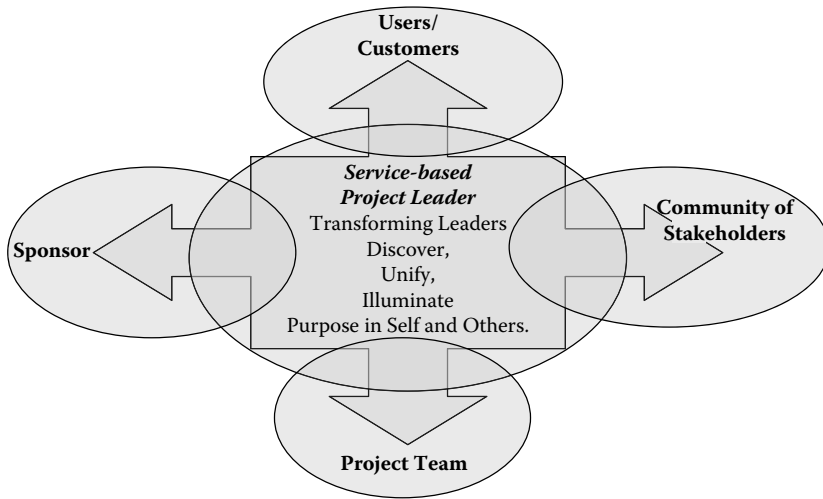 Users/
Customers
Service-based
Project Leader
Transforming Leaders
Discover,
Unify,
Illuminate
Purpose in Self and Others.
Sponsor
Community of
Stakeholders
Project Team